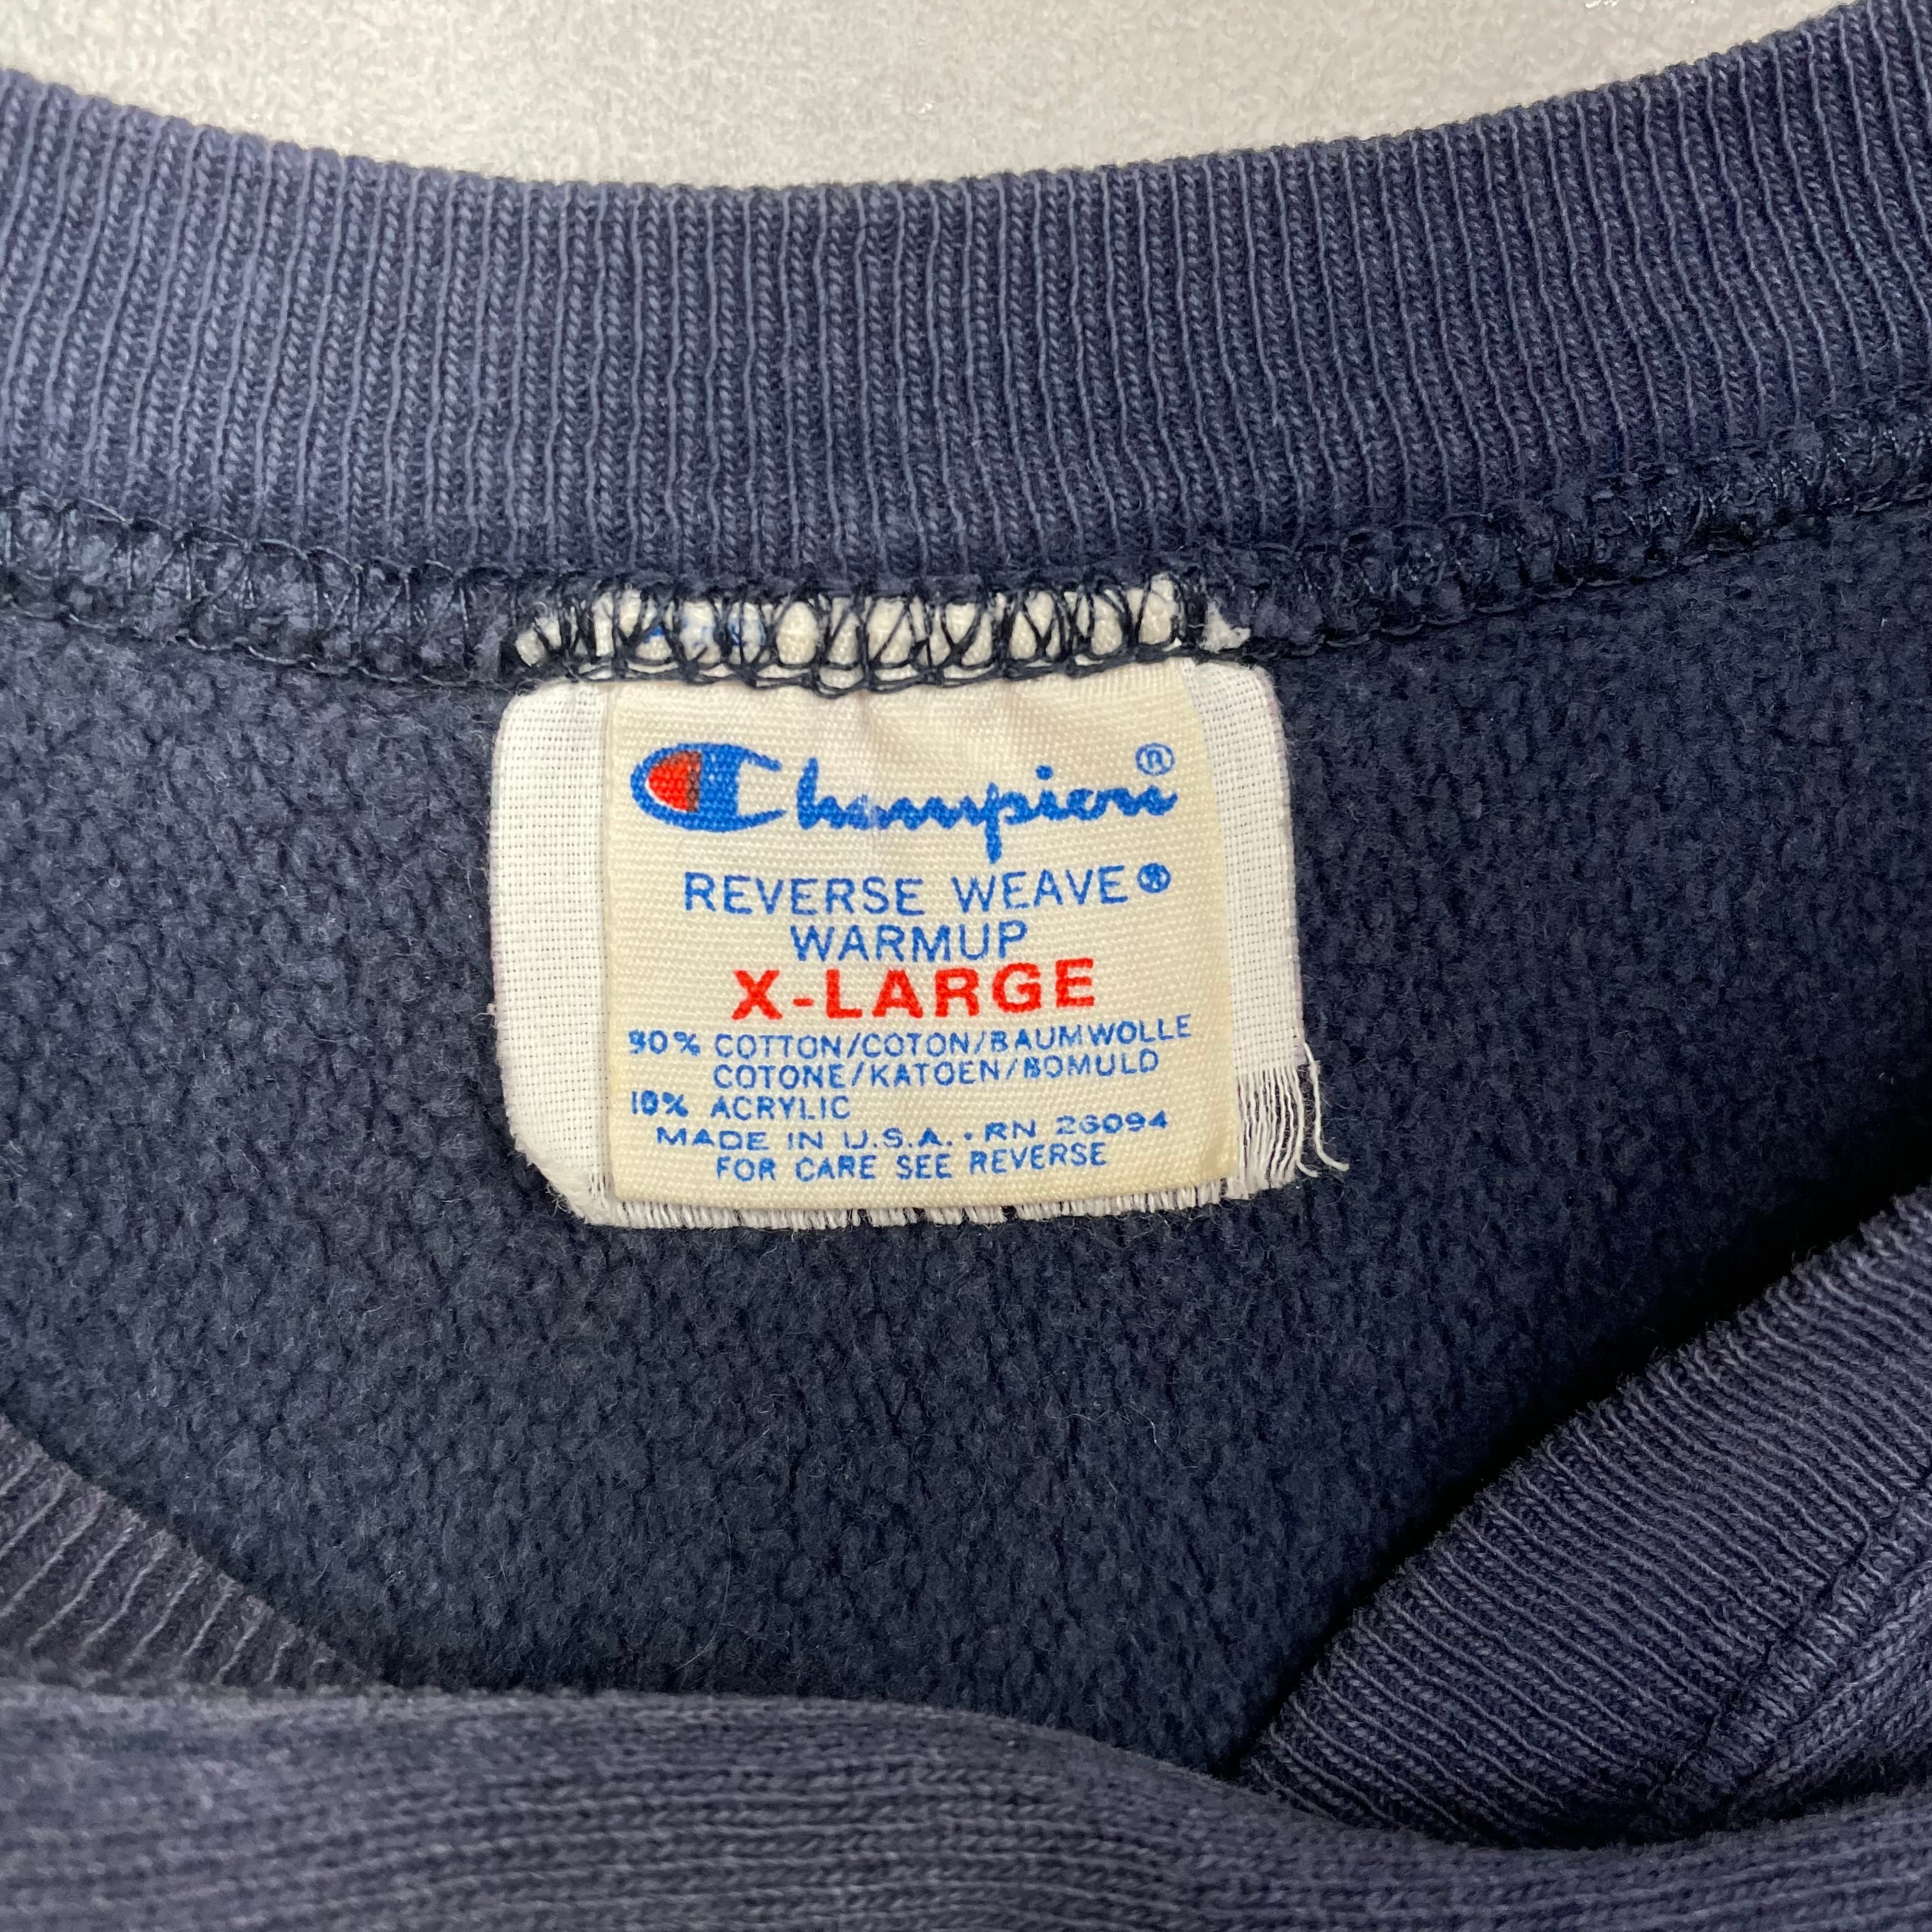 Champion®
REVERSE WEAVE®
WARMUP
X-LARGE
90% COTTON/COTON/BAUMWOLLE
COTONE/KATOEN/BOMULD
10% ACRYLIC
MADE IN U.S.A. • RN 26094
FOR CARE SEE REVERSE